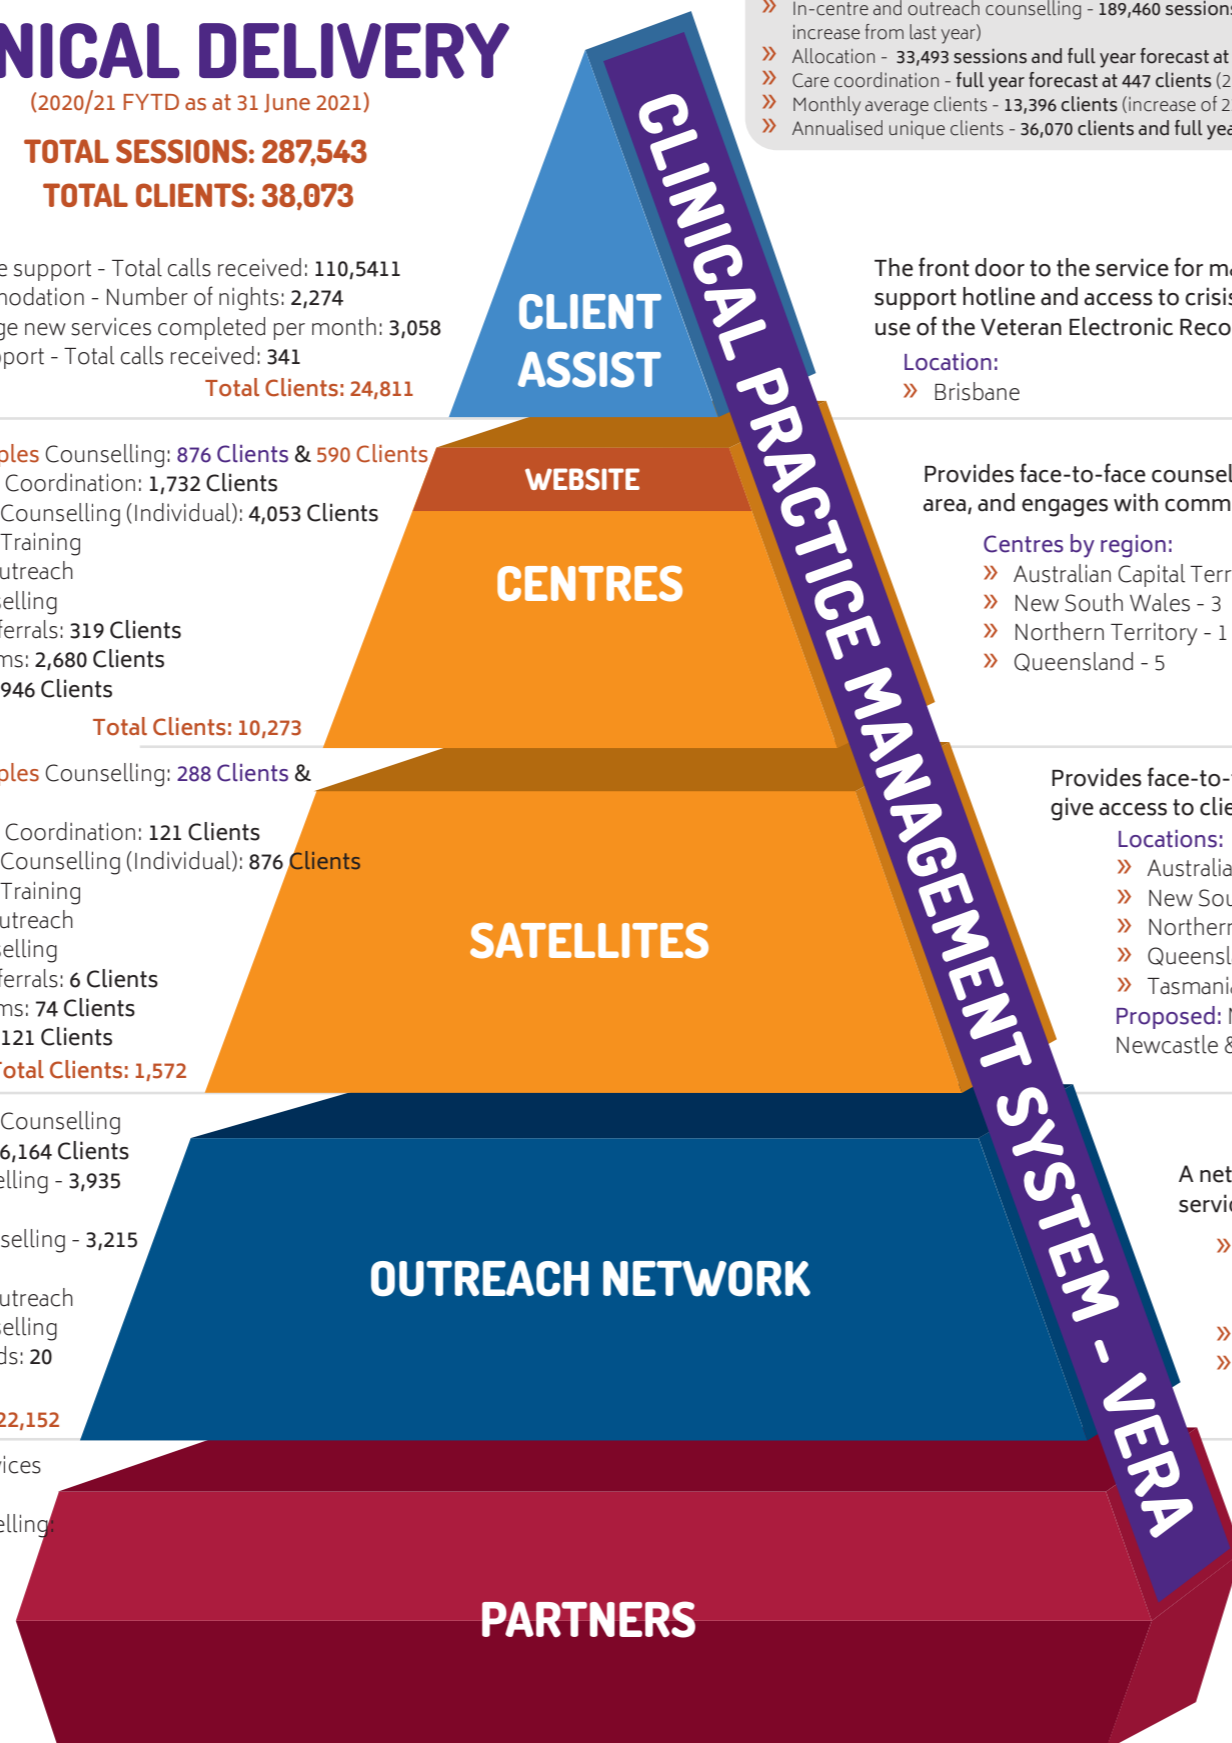 NICAL DELIVERY
(2020/21 FYTD as at 31 June 2021)
TOTAL SESSIONS: 287,543
TOTAL CLIENTS: 38,073
» In-centre and outreach counselling - 189,460 sessions
increase from last year)
» Allocation - 33,493 sessions and full year forecast at
» Care coordination - full year forecast at 447 clients (2
» Monthly average clients - 13,396 clients (increase of 2
» Annualised unique clients - 36,070 clients and full yea
e support - Total calls received: 110,5411
modation - Number of nights: 2,274
ge new services completed per month: 3,058
port - Total calls received: 341
Total Clients: 24,811
CLIENT
ASSIST
The front door to the service for ma
support hotline and access to crisis
use of the Veteran Electronic Reco
Location:
» Brisbane
CLINICAL PRACTICE MANAGEMENT SYSTEM - VERA
ples Counselling: 876 Clients & 590 Clients
Coordination: 1,732 Clients
Counselling (Individual): 4,053 Clients
Training
utreach
selling
ferrals: 319 Clients
ms: 2,680 Clients
946 Clients
Total Clients: 10,273
WEBSITE
CENTRES
Provides face-to-face counsel
area, and engages with comm
Centres by region:
» Australian Capital Terr
» New South Wales - 3
» Northern Territory - 1
» Queensland - 5
ples Counselling: 288 Clients &
Coordination: 121 Clients
Counselling (Individual): 876 Clients
Training
utreach
selling
ferrals: 6 Clients
ms: 74 Clients
121 Clients
Total Clients: 1,572
SATELLITES
Provides face-to-
give access to clie
Locations:
» Australia
» New Sou
» Northern
» Queensl
» Tasmania
Proposed:
Newcastle &
Counselling
6,164 Clients
elling - 3,935
selling - 3,215
utreach
selling
ds: 20
22,152
OUTREACH NETWORK
A net
servic
»
»
»
vices
elling:
PARTNERS